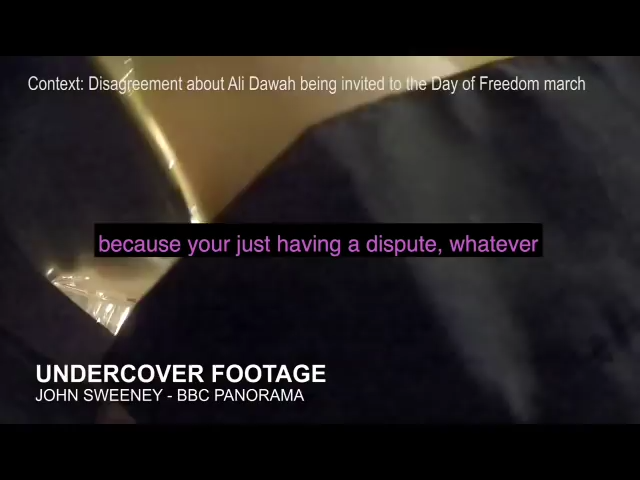 Context: Disagreement about Ali Dawah being invited to the Day of Freedom march
because your just having a dispute, whatever
UNDERCOVER FOOTAGE
JOHN SWEENEY - BBC PANORAMA